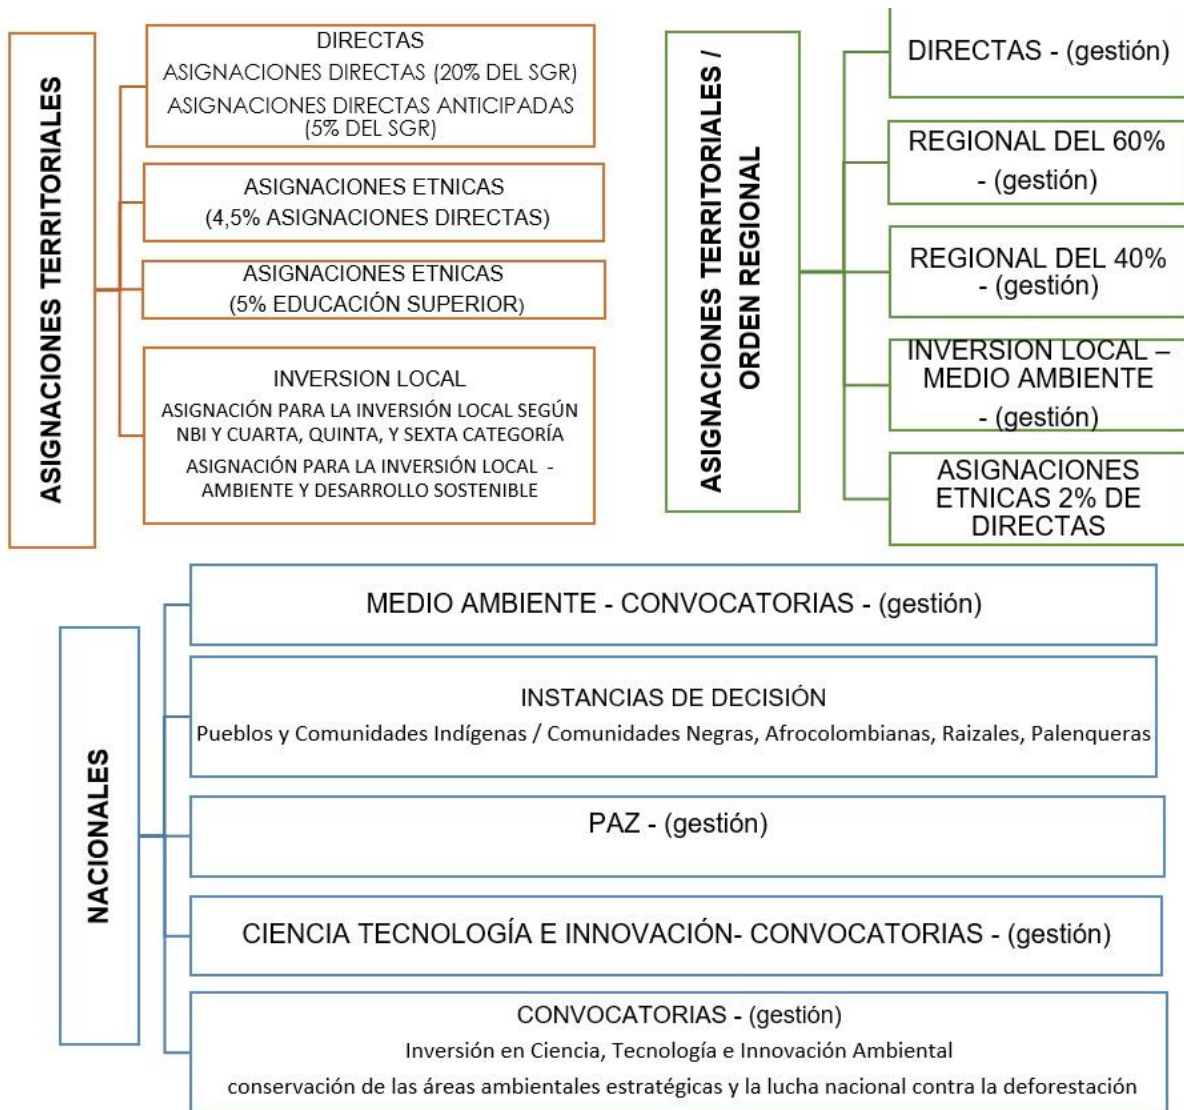 ASIGNACIONES TERRITORIALES
DIRECTAS
ASIGNACIONES DIRECTAS (20% DEL SGR)
ASIGNACIONES DIRECTAS ANTICIPADAS
(5% DEL SGR)
ASIGNACIONES ETNICAS
(4,5% ASIGNACIONES DIRECTAS)
ASIGNACIONES ETNICAS
(5% EDUCACIÓN SUPERIOR)
INVERSION LOCAL
ASIGNACIÓN PARA LA INVERSIÓN LOCAL SEGÚN
NBI Y CUARTA, QUINTA, Y SEXTA CATEGORÍA
ASIGNACIÓN PARA LA INVERSIÓN LOCAL -
AMBIENTE Y DESARROLLO SOSTENIBLE
ASIGNACIONES TERRITORIALES /
ORDEN REGIONAL
DIRECTAS - (gestión)
REGIONAL DEL 60%
- (gestión)
REGIONAL DEL 40%
- (gestión)
INVERSION LOCAL –
MEDIO AMBIENTE
- (gestión)
ASIGNACIONES
ETNICAS 2% DE
DIRECTAS
NACIONALES
MEDIO AMBIENTE - CONVOCATORIAS - (gestión)
INSTANCIAS DE DECISIÓN
Pueblos y Comunidades Indígenas / Comunidades Negras, Afrocolombianas, Raizales, Palenqueras
PAZ - (gestión)
CIENCIA TECNOLOGÍA E INNOVACIÓN- CONVOCATORIAS - (gestión)
CONVOCATORIAS - (gestión)
Inversión en Ciencia, Tecnología e Innovación Ambiental
conservación de las áreas ambientales estratégicas y la lucha nacional contra la deforestación